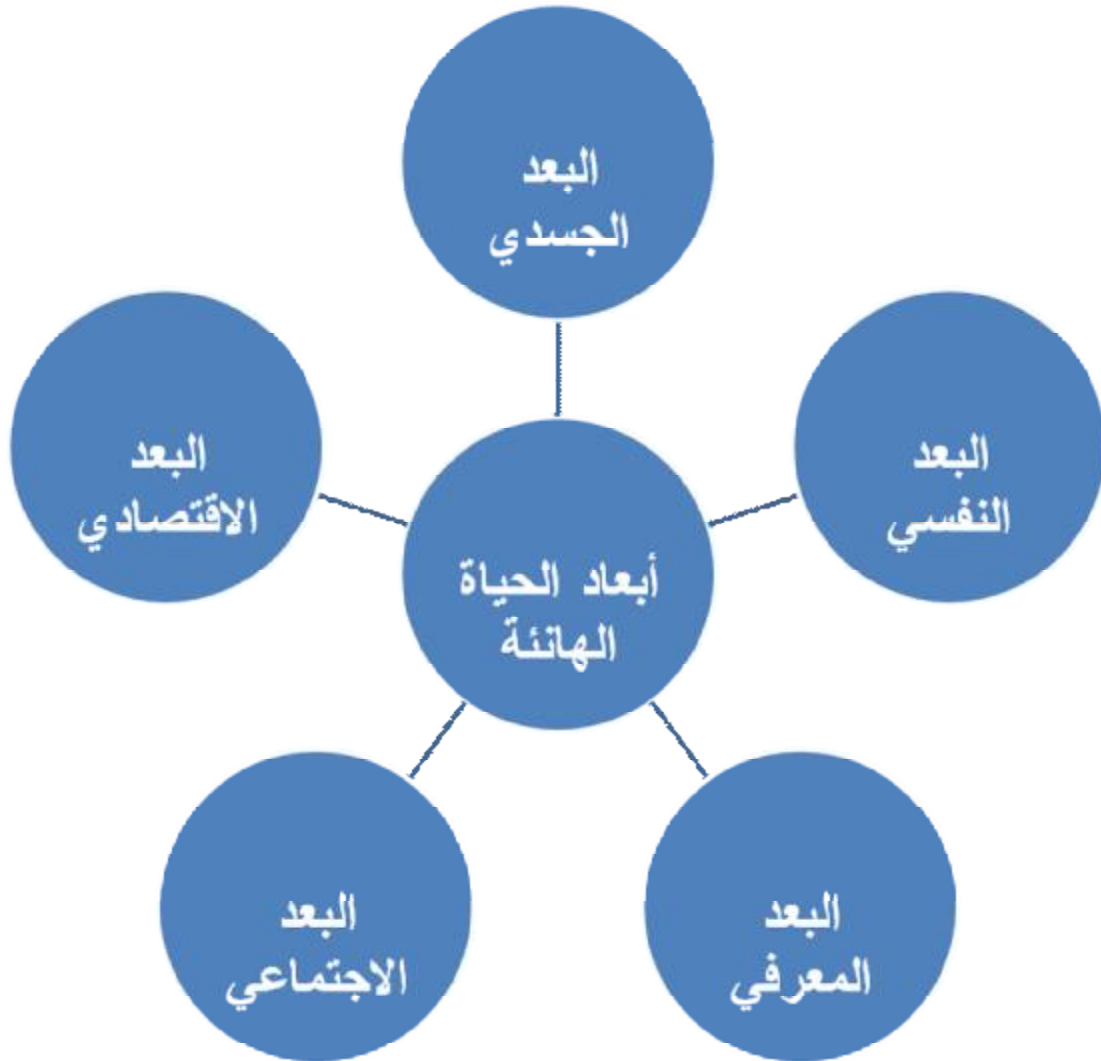 البعد
الجسدي
البعد
النفسي
البعد
الاقتصادي
أبعاد الحياة
الهانئة
البعد
المعرفي
البعد
الاجتماعي